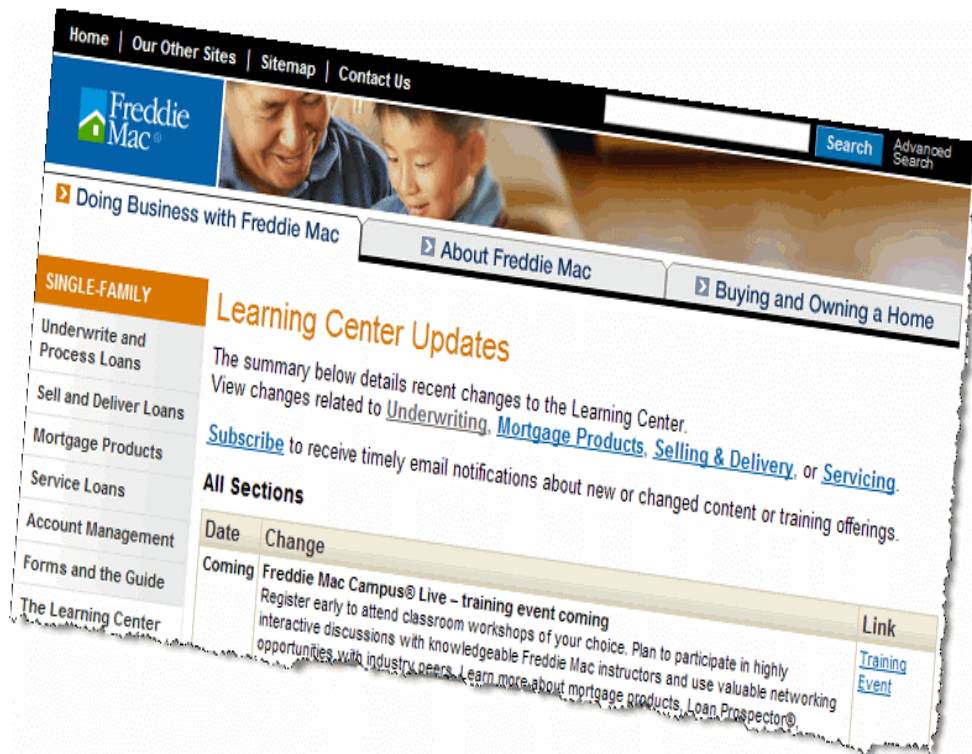 Home | Our Other Sites | Sitemap | Contact Us
Search
Advanced
Search
Freddie
Mac®
Doing Business with Freddie Mac
About Freddie Mac
Buying and Owning a Home
SINGLE-FAMILY
Underwrite and
Process Loans
Sell and Deliver Loans
Mortgage Products
Service Loans
Account Management
Forms and the Guide
The Learning Center
Learning Center Updates
The summary below details recent changes to the Learning Center.
View changes related to Underwriting, Mortgage Products, Selling & Delivery, or Servicing.
Subscribe to receive timely email notifications about new or changed content or training offerings.
All Sections
Date Change Link
Coming Freddie Mac Campus® Live – training event coming
Register early to attend classroom workshops of your choice. Plan to participate in highly
interactive discussions with knowledgeable Freddie Mac instructors and use valuable networking
opportunities with industry peers. Learn more about mortgage products, Loan Prospector®,
Training
Event